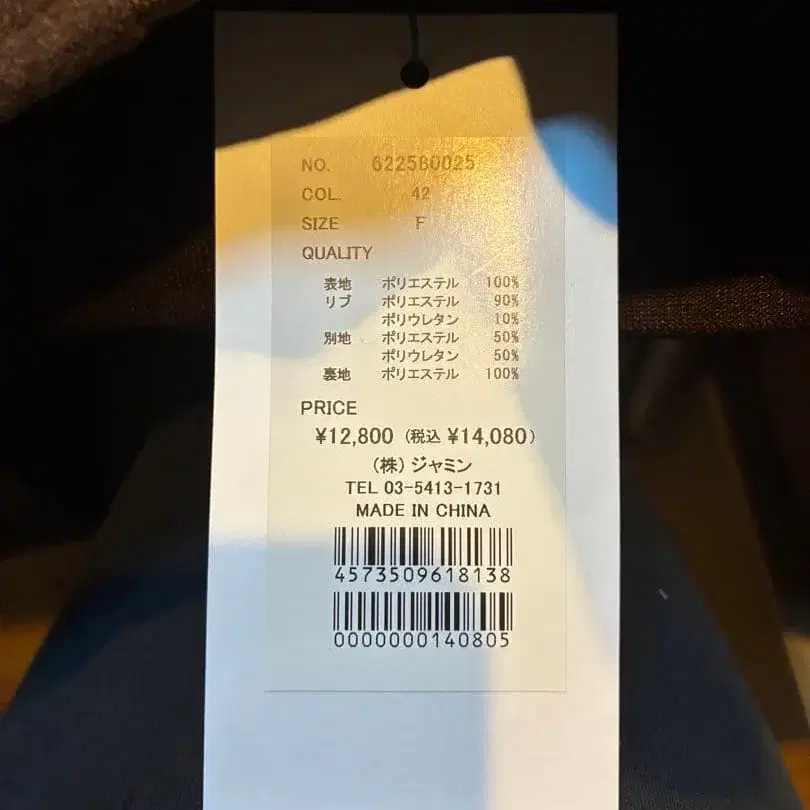 NO. 6225B0025
COL. 42
SIZE F
QUALITY
表地 ポリエステル 100%
リブ ポリエステル 90%
ポリウレタン 10%
別地 ポリエステル 50%
ポリウレタン 50%
裏地 ポリエステル 100%
PRICE
¥12,800 (税込 ¥14,080)
(株) ジャミン
TEL 03-5413-1731
MADE IN CHINA
4573509618138
0000000140805